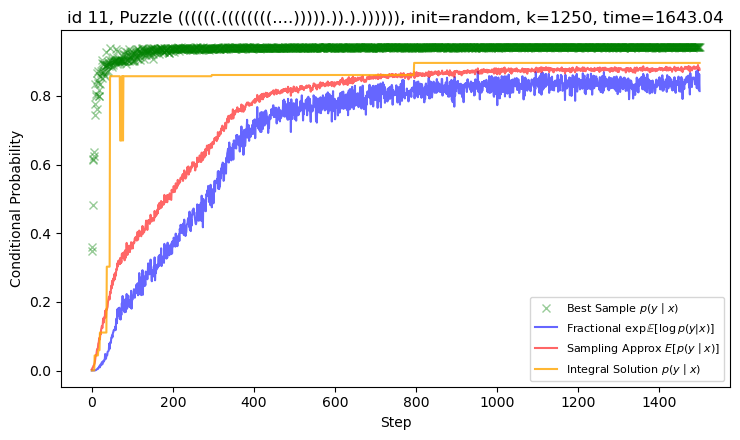 id 11, Puzzle ((((((.((((((((....))))).)).).)))))), init=random, k=1250, time=1643.04
Conditional Probability
0.8
0.6
0.4
0.2
0.0
0
200
400
600
800
1000
1200
1400
Step
Best Sample p(y | x)
Fractional exp𝔼[log p(y|x)]
Sampling Approx E[p(y | x)]
Integral Solution p(y | x)